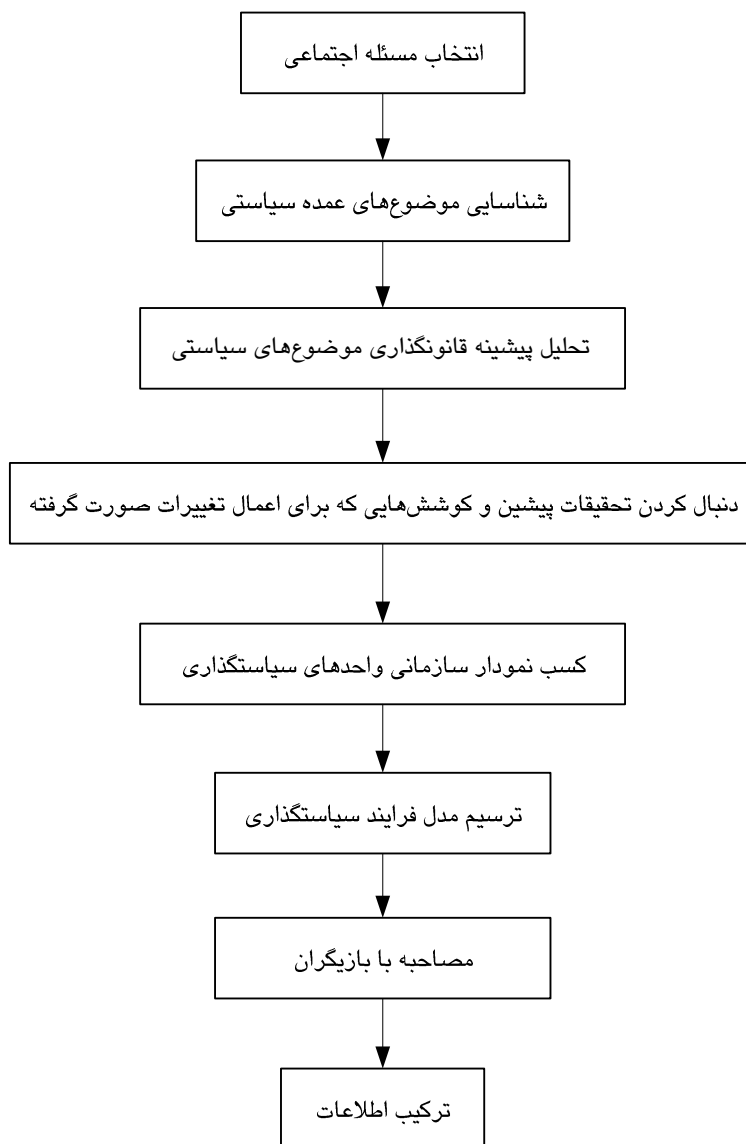 انتخاب مسئله اجتماعی
شناسایی موضوع‌های عمده سیاستی
تحلیل پیشینه قانونگذاری موضوع‌های سیاستی
دنبال کردن تحقیقات پیشین و کوشش‌هایی که برای اعمال تغییرات صورت گرفته
کسب نمودار سازمانی واحدهای سیاستگذاری
ترسیم مدل فرایند سیاستگذاری
مصاحبه با بازیگران
ترکیب اطلاعات